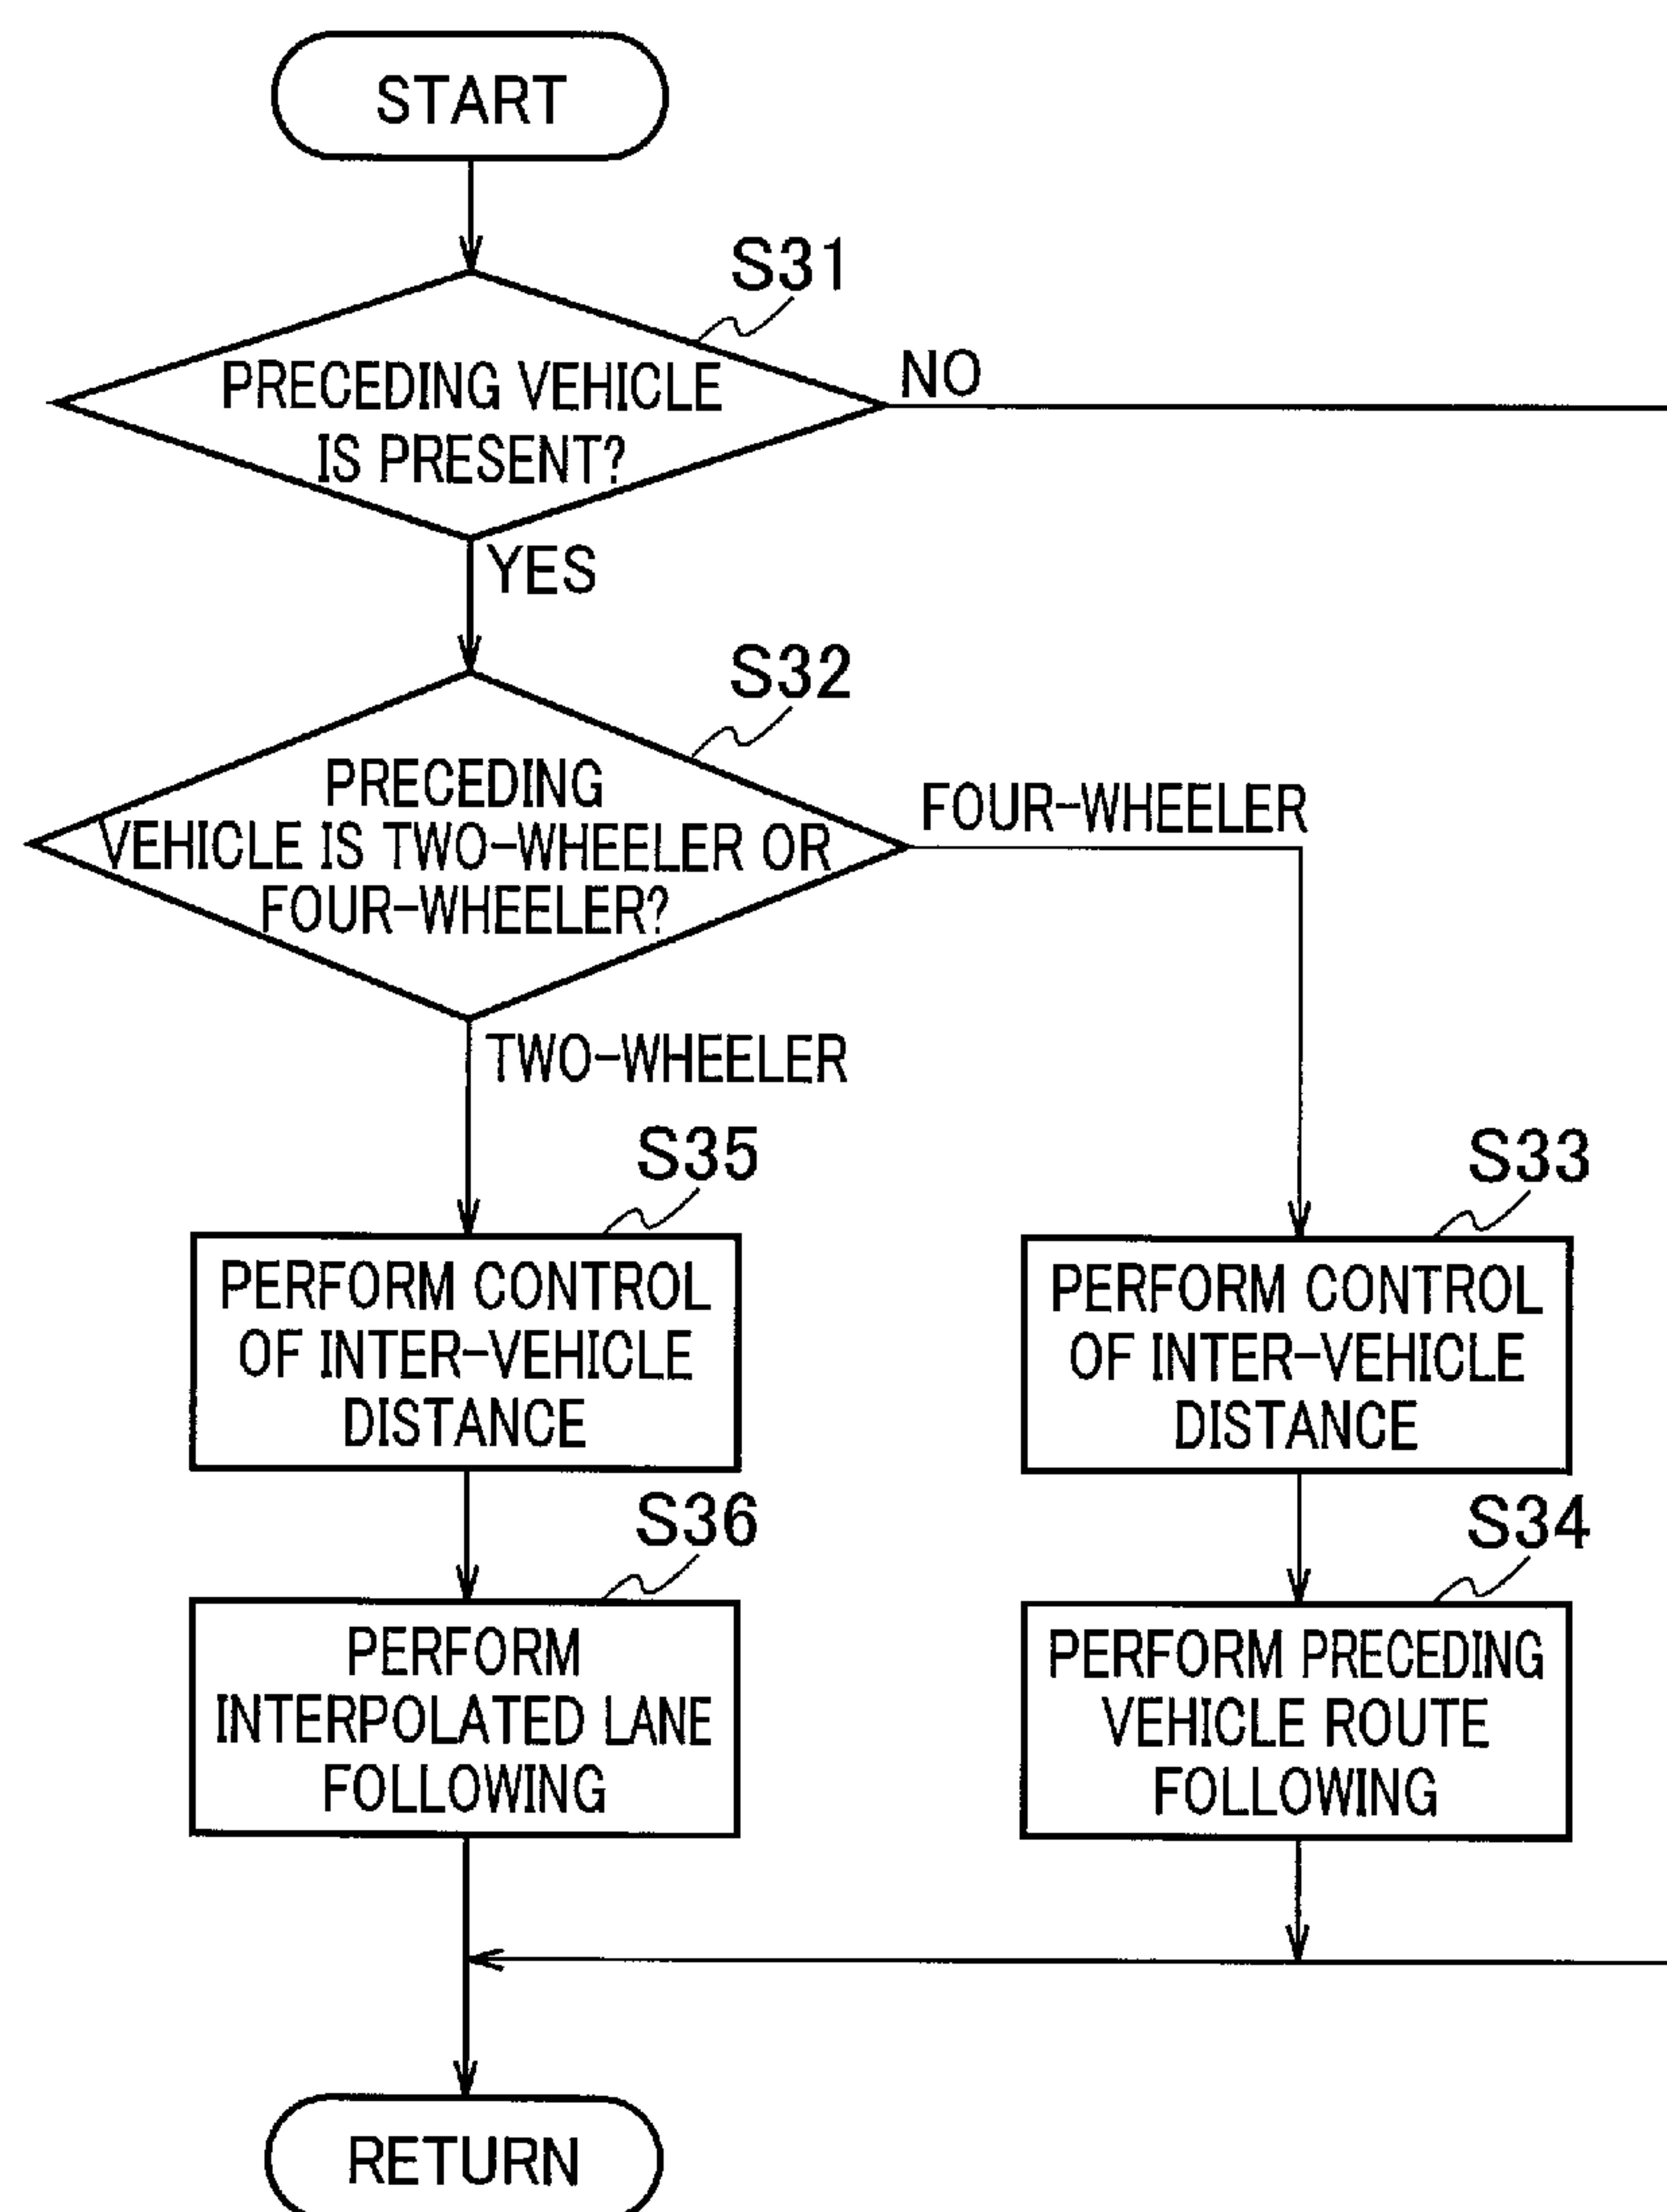 START
S31
PRECEDING VEHICLE
IS PRESENT?
NO
YES
S32
PRECEDING
VEHICLE IS TWO-WHEELER OR
FOUR-WHEELER?
FOUR-WHEELER
TWO-WHEELER
S35
PERFORM CONTROL
OF INTER-VEHICLE
DISTANCE
S33
PERFORM CONTROL
OF INTER-VEHICLE
DISTANCE
S36
PERFORM
INTERPOLATED LANE
FOLLOWING
S34
PERFORM PRECEDING
VEHICLE ROUTE
FOLLOWING
RETURN